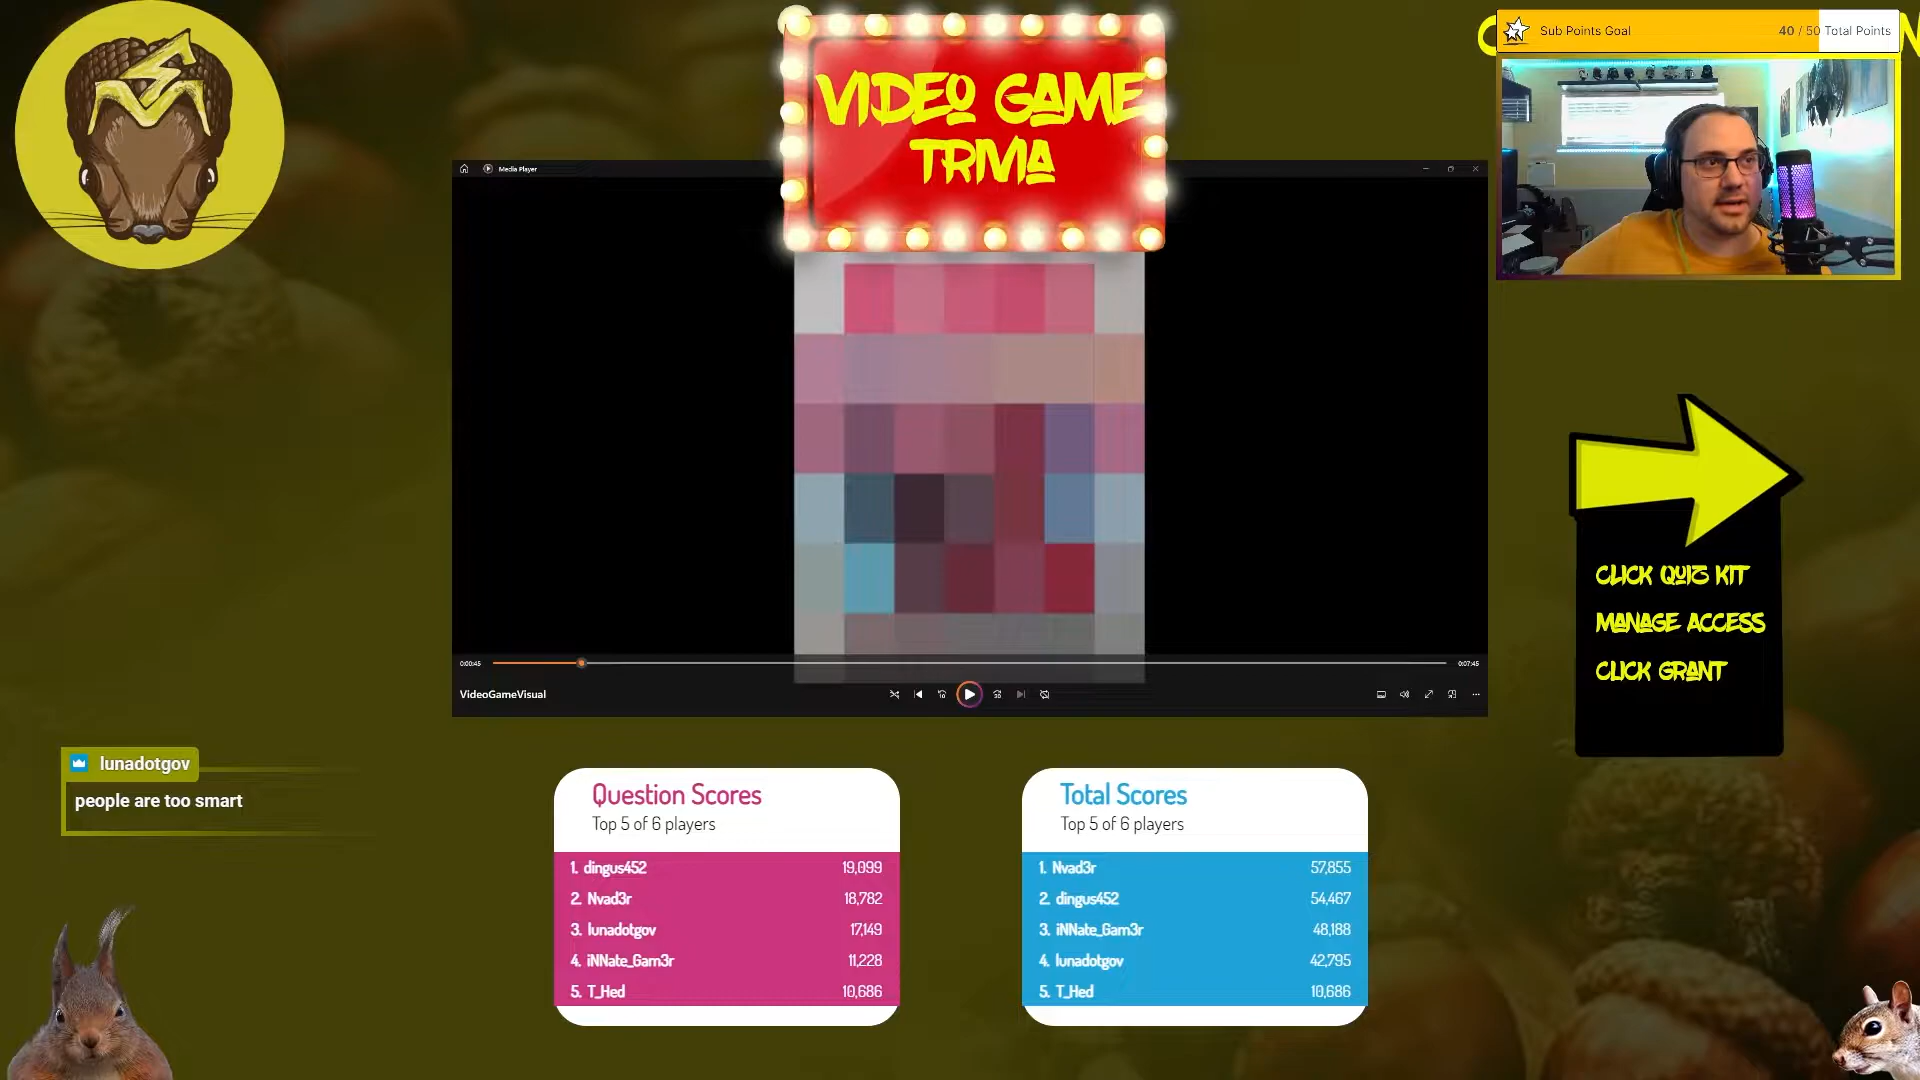 VIDEO GAME
TRIVIA
Sub Points Goal
40 / 50 Total Points
Media Player
0:00:45
0:07:45
VideoGameVisual
CLICK QUIZ KIT
MANAGE ACCESS
CLICK GRANT
lunadotgov
people are too smart
Question Scores
Top 5 of 6 players
1. dingus452 19,099
2. Nvad3r 18,782
3. lunadotgov 17,149
4. iNNate_Gam3r 11,228
5. T_Hed 10,686
Total Scores
Top 5 of 6 players
1. Nvad3r 57,855
2. dingus452 54,467
3. iNNate_Gam3r 48,188
4. lunadotgov 42,795
5. T_Hed 10,686